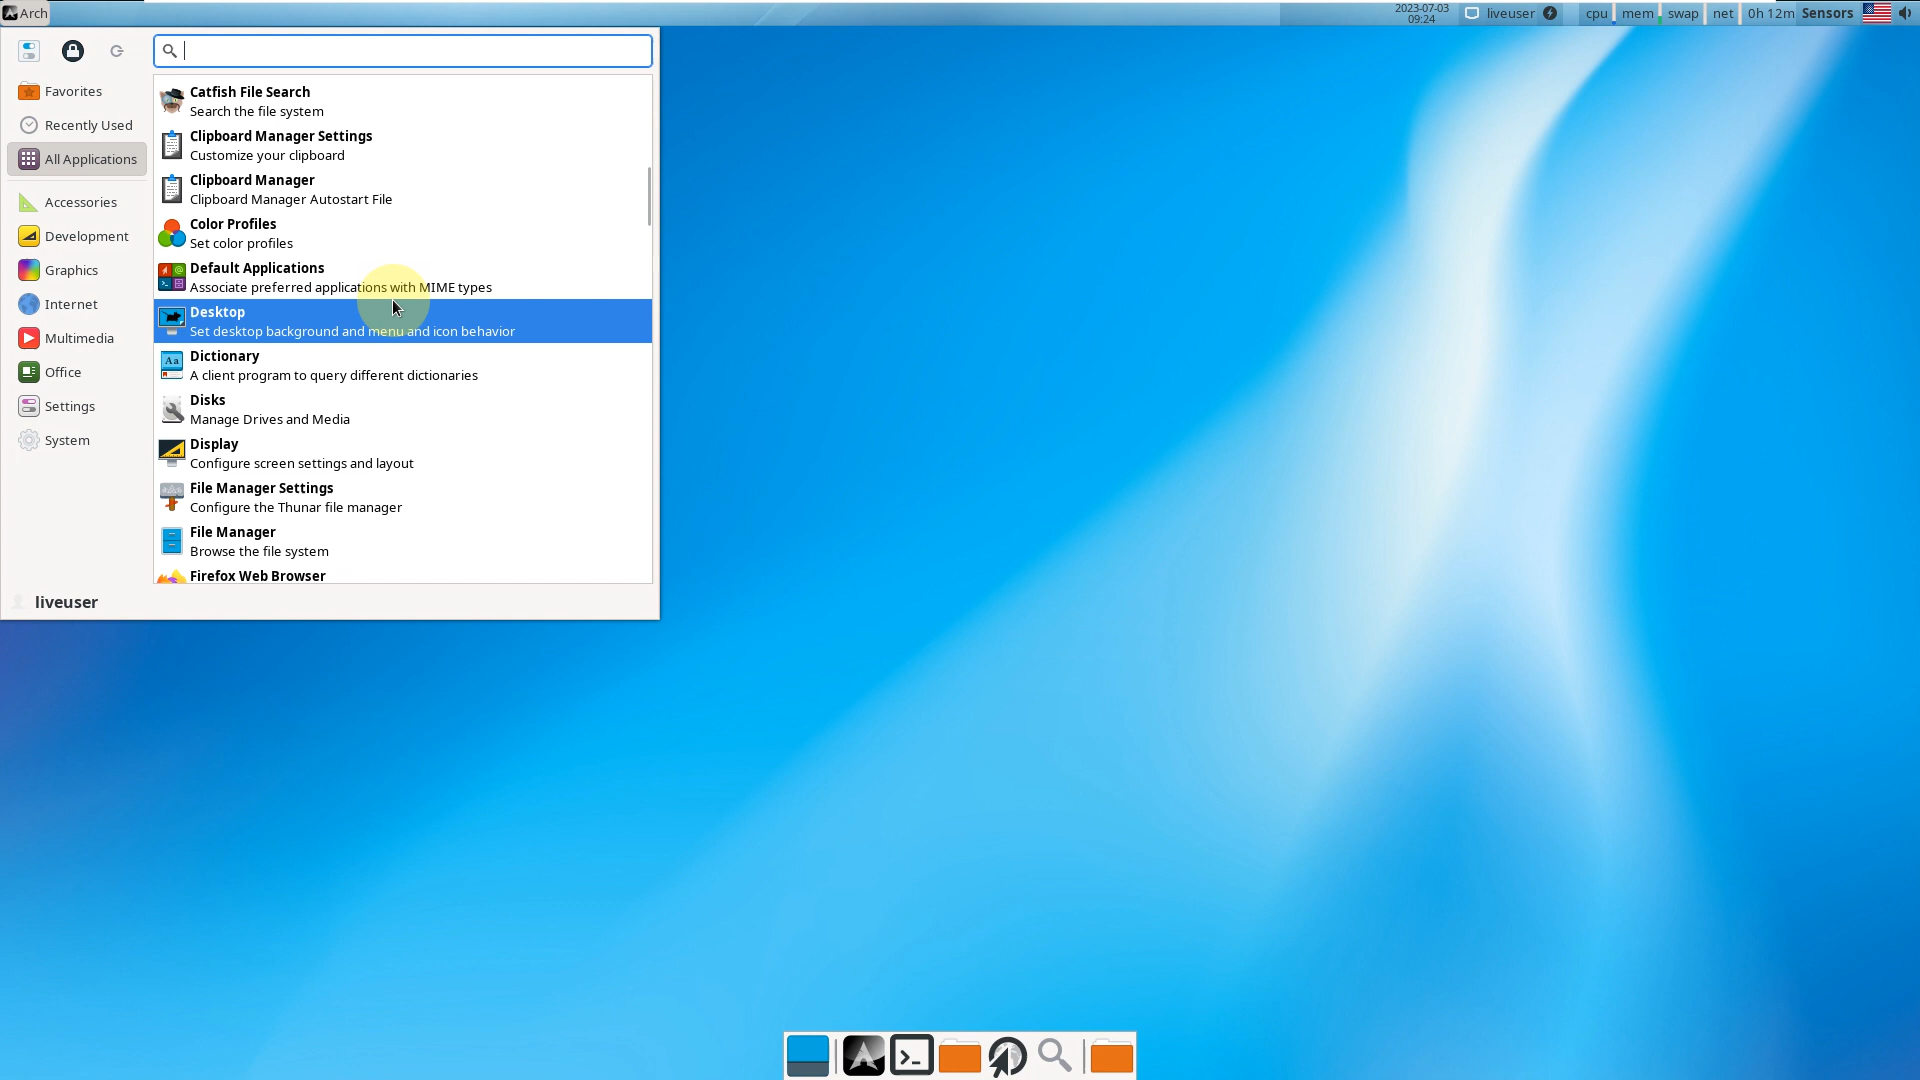 Arch
2023-07-03
09:24
liveuser
cpu
mem
swap
net
0h 12m
Sensors
Favorites
Recently Used
All Applications
Accessories
Development
Graphics
Internet
Multimedia
Office
Settings
System
Catfish File Search
Search the file system
Clipboard Manager Settings
Customize your clipboard
Clipboard Manager
Clipboard Manager Autostart File
Color Profiles
Set color profiles
Default Applications
Associate preferred applications with MIME types
Desktop
Set desktop background and menu and icon behavior
Dictionary
A client program to query different dictionaries
Disks
Manage Drives and Media
Display
Configure screen settings and layout
File Manager Settings
Configure the Thunar file manager
File Manager
Browse the file system
Firefox Web Browser
liveuser